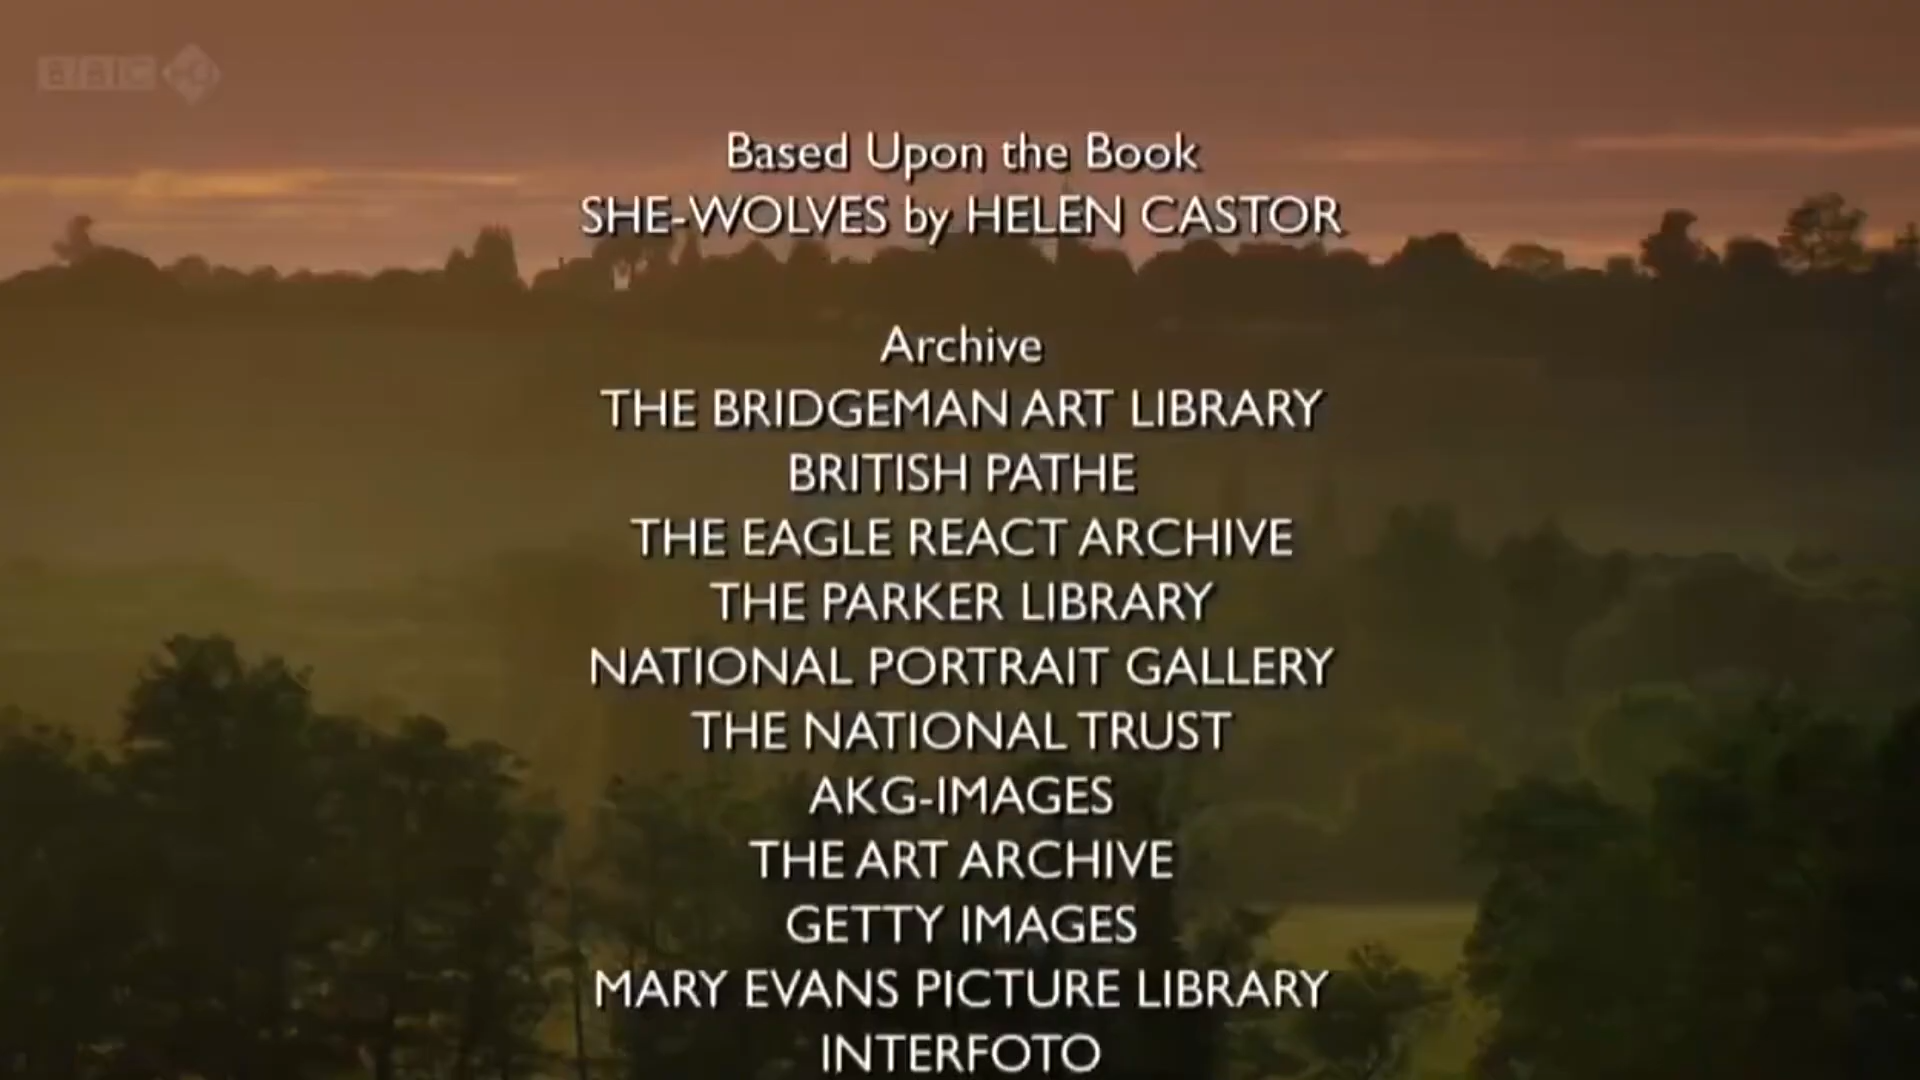 BBC HD
Based Upon the Book
SHE-WOLVES by HELEN CASTOR
Archive
THE BRIDGEMAN ART LIBRARY
BRITISH PATHE
THE EAGLE REACT ARCHIVE
THE PARKER LIBRARY
NATIONAL PORTRAIT GALLERY
THE NATIONAL TRUST
AKG-IMAGES
THE ART ARCHIVE
GETTY IMAGES
MARY EVANS PICTURE LIBRARY
INTERFOTO